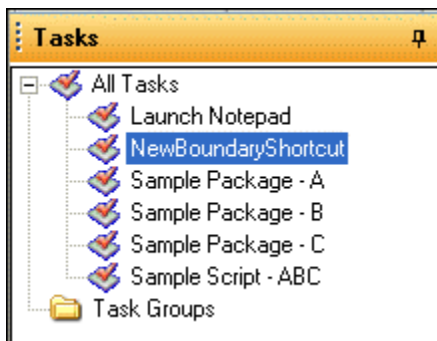 Tasks
All Tasks
Launch Notepad
NewBoundaryShortcut
Sample Package - A
Sample Package - B
Sample Package - C
Sample Script - ABC
Task Groups